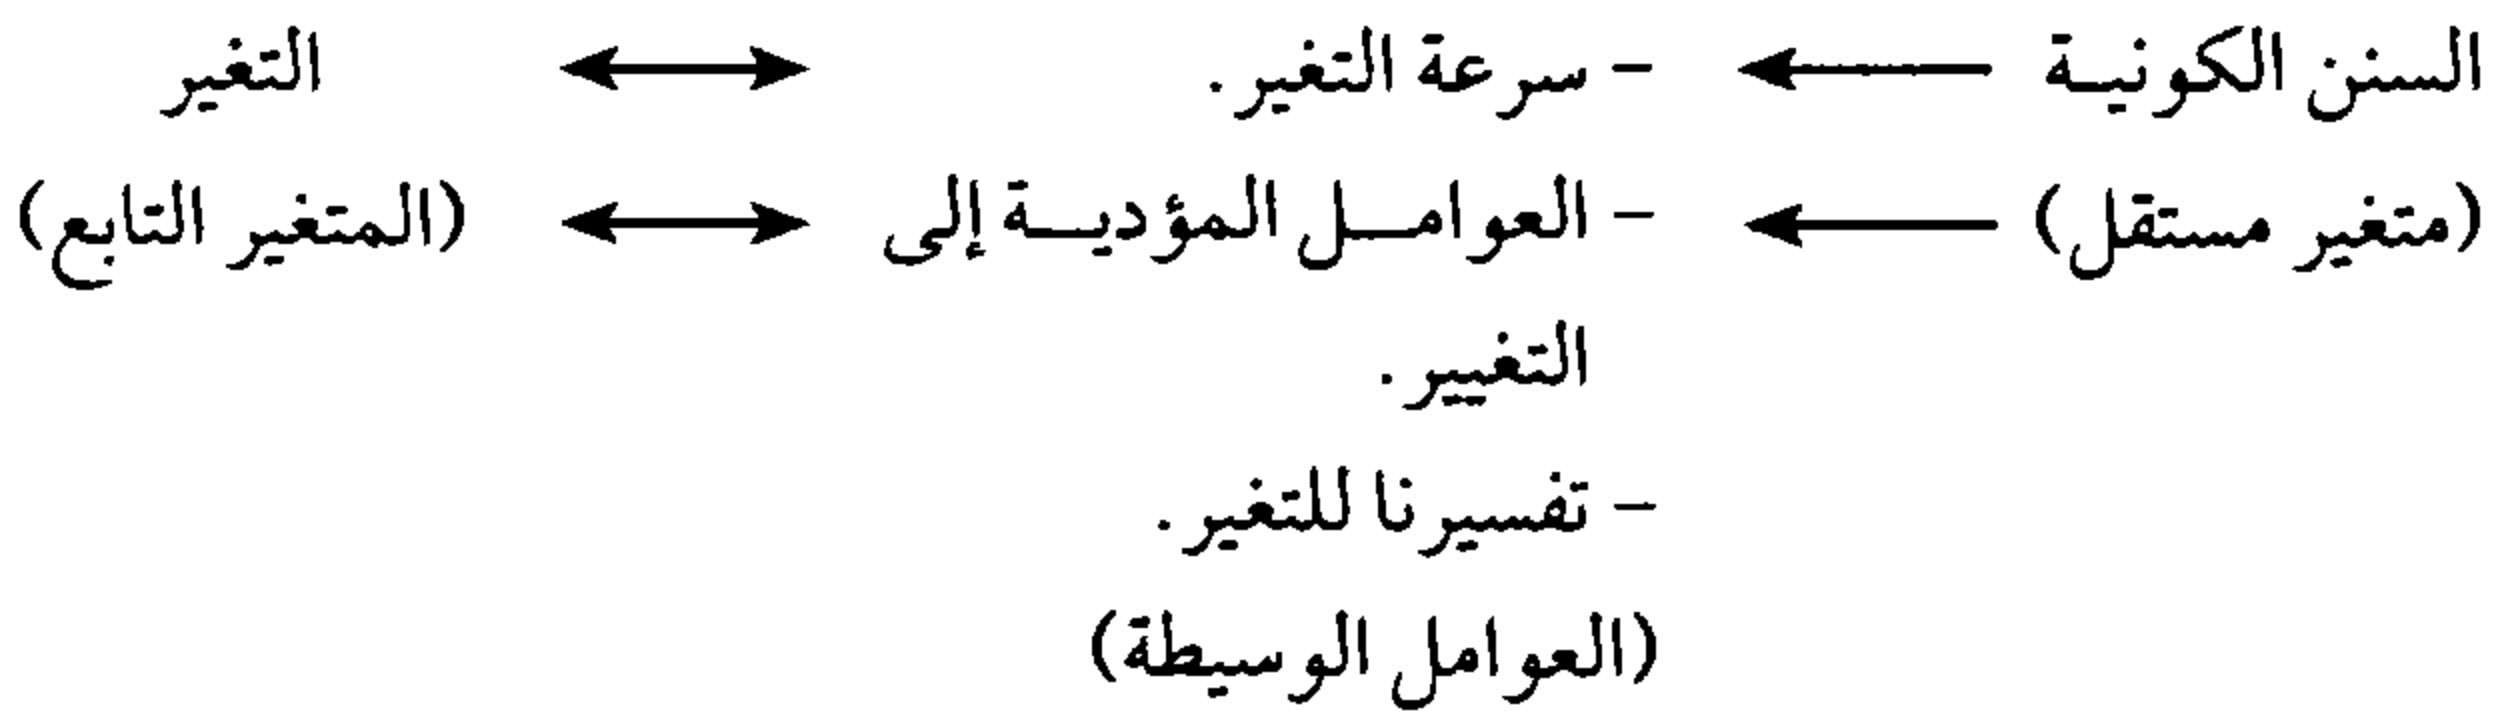 السنن الكونية ← - سرعة التغير. ↔ التغير
(متغير مستقل) ← - العوامل المؤدية إلى ↔ (المتغير التابع)
التغيير.
- تفسيرنا للتغير.
(العوامل الوسيطة)